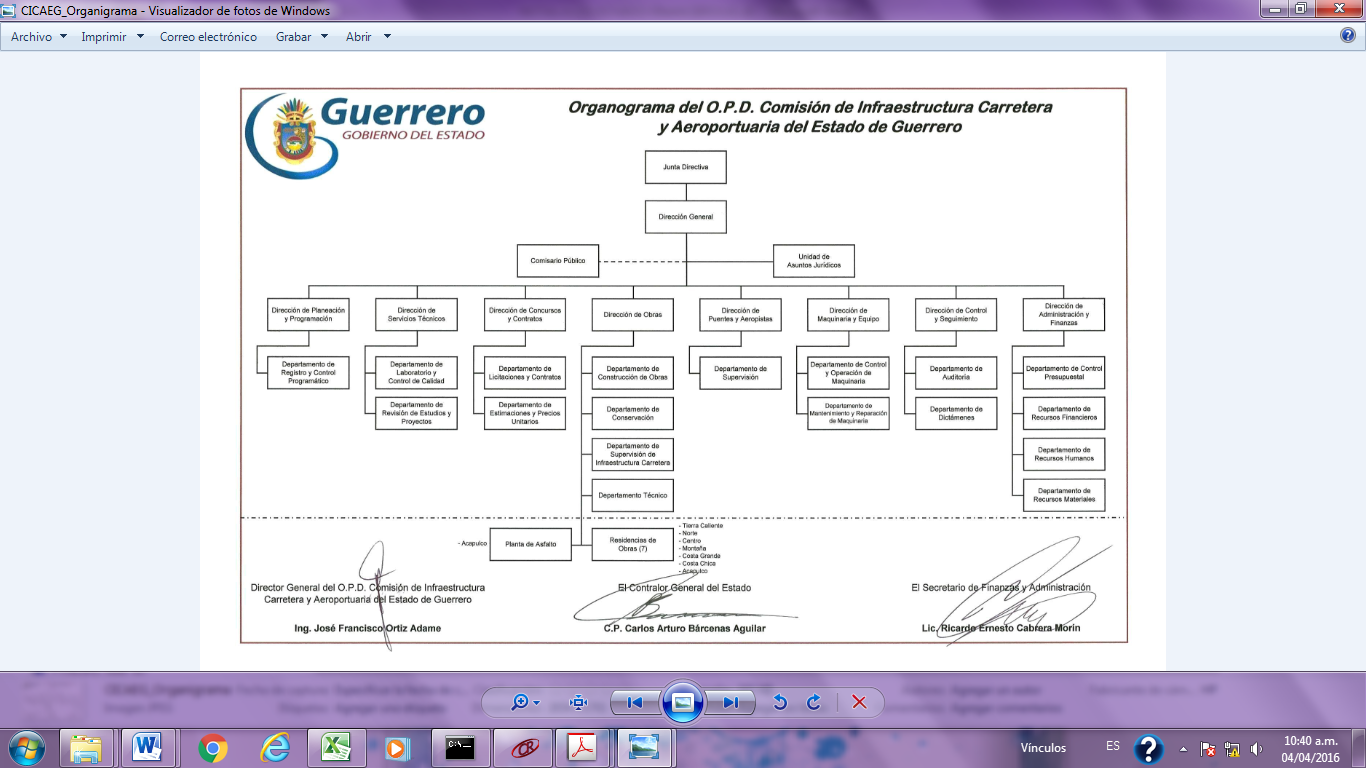 CICAEG_Organigrama - Visualizador de fotos de Windows
Archivo Imprimir Correo electrónico Grabar Abrir
Guerrero
GOBIERNO DEL ESTADO
Organograma del O.P.D. Comisión de Infraestructura Carretera
y Aeroportuaria del Estado de Guerrero
Junta Directiva
Dirección General
Comisario Público
Unidad de
Asuntos Jurídicos
Dirección de Planeación
y Programación
Dirección de
Servicios Técnicos
Dirección de Concursos
y Contratos
Dirección de Obras
Dirección de
Puentes y Aeropistas
Dirección de
Maquinaria y Equipo
Dirección de Control
y Seguimiento
Dirección de
Administración y
Finanzas
Departamento de
Registro y Control
Programático
Departamento de
Laboratorio y
Control de Calidad
Departamento de
Licitaciones y Contratos
Departamento de
Construcción de Obras
Departamento de
Supervisión
Departamento de Control
y Operación de
Maquinaria
Departamento de
Auditoría
Departamento de Control
Presupuestal
Departamento de
Revisión de Estudios y
Proyectos
Departamento de
Estimaciones y Precios
Unitarios
Departamento de
Conservación
Departamento de
Mantenimiento y Reparación
de Maquinaria
Departamento de
Dictámenes
Departamento de
Recursos Financieros
Departamento de
Supervisión de
Infraestructura Carretera
Departamento de
Recursos Humanos
Departamento Técnico
Departamento de
Recursos Materiales
- Acapulco
Planta de Asfalto
Residencias de
Obras (7)
- Tierra Caliente
- Norte
- Centro
- Montaña
- Costa Grande
- Costa Chica
- Acapulco
Director General del O.P.D. Comisión de Infraestructura
Carretera y Aeroportuaria del Estado de Guerrero
Ing. José Francisco Ortiz Adame
El Contralor General del Estado
C.P. Carlos Arturo Bárcenas Aguilar
El Secretario de Finanzas y Administración
Lic. Ricardo Ernesto Cabrera Morin
CICAEG_Organigrama
Vínculos
ES
10:40 a.m.
04/04/2016